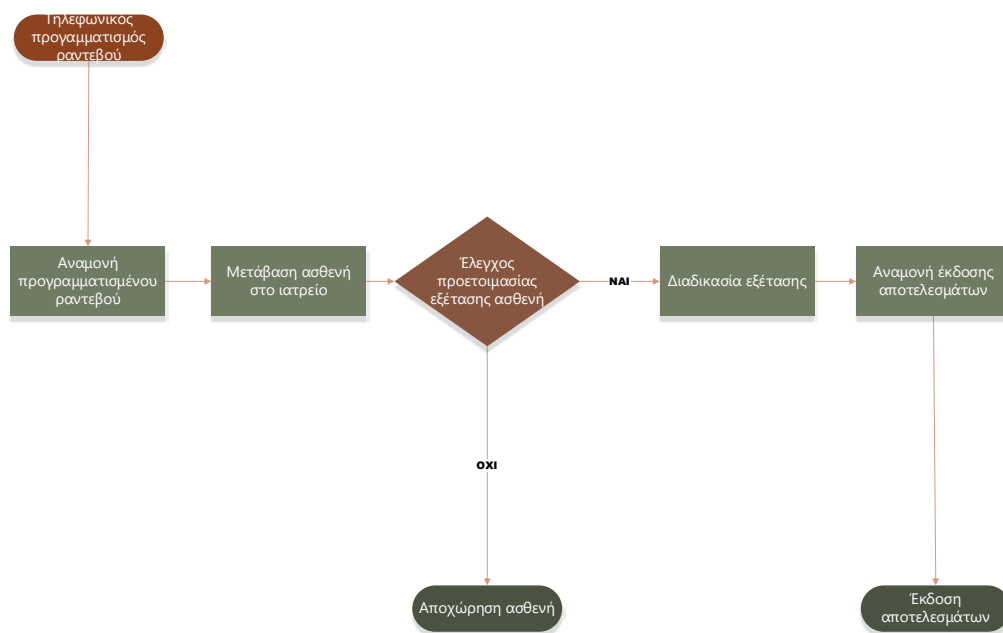 Τηλεφωνικός
προγαμματισμός
ραντεβού
Αναμονή
προγραμματισμένου
ραντεβού
Μετάβαση ασθενή
στο ιατρείο
Έλεγχος
προετοιμασίας
εξέτασης ασθενή
ΝΑΙ
Διαδικασία εξέτασης
Αναμονή έκδοσης
αποτελεσμάτων
ΟΧΙ
Αποχώρηση ασθενή
Έκδοση
αποτελεσμάτων